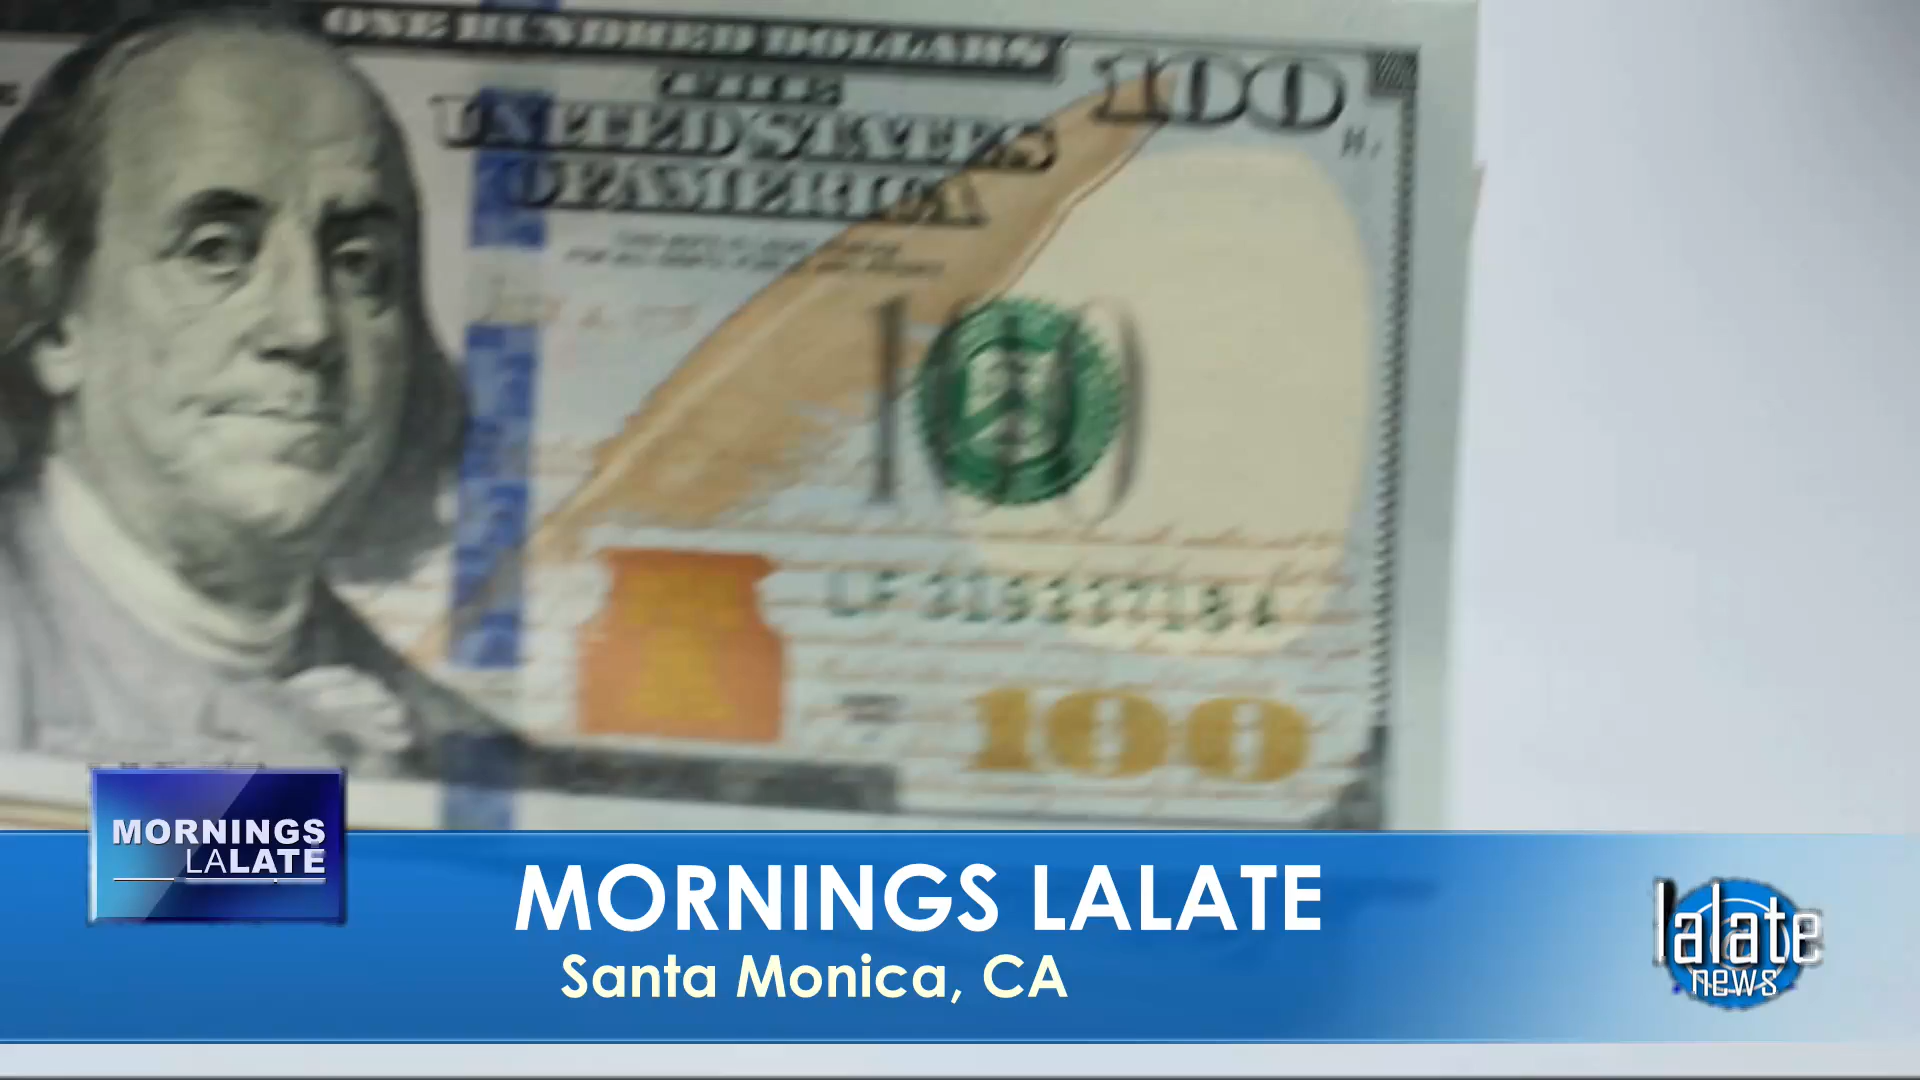 ONE HUNDRED DOLLARS
100
THE
UNITED STATES
OF AMERICA
100
100
MORNINGS
LALATE
MORNINGS LALATE
Santa Monica, CA
lalate
news